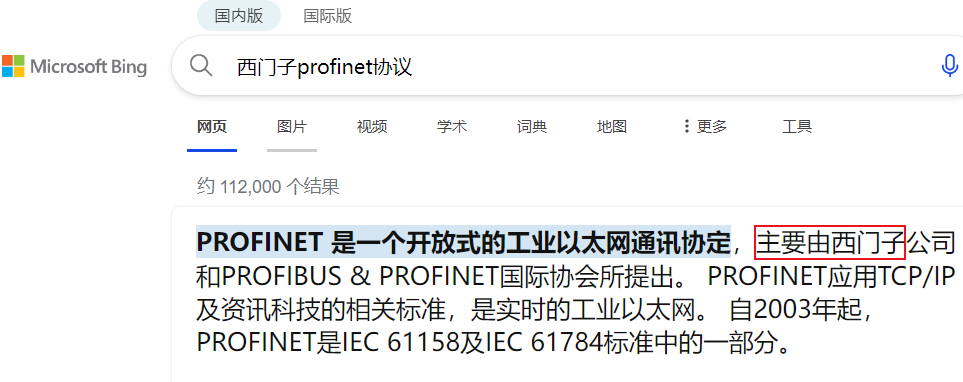 国内版 国际版
Microsoft Bing 西门子profinet协议
网页 图片 视频 学术 词典 地图 更多 工具
约 112,000 个结果
PROFINET 是一个开放式的工业以太网通讯协定，主要由西门子公司
和PROFIBUS & PROFINET国际协会所提出。 PROFINET应用TCP/IP
及资讯科技的相关标准，是实时的工业以太网。 自2003年起，
PROFINET是IEC 61158及IEC 61784标准中的一部分。